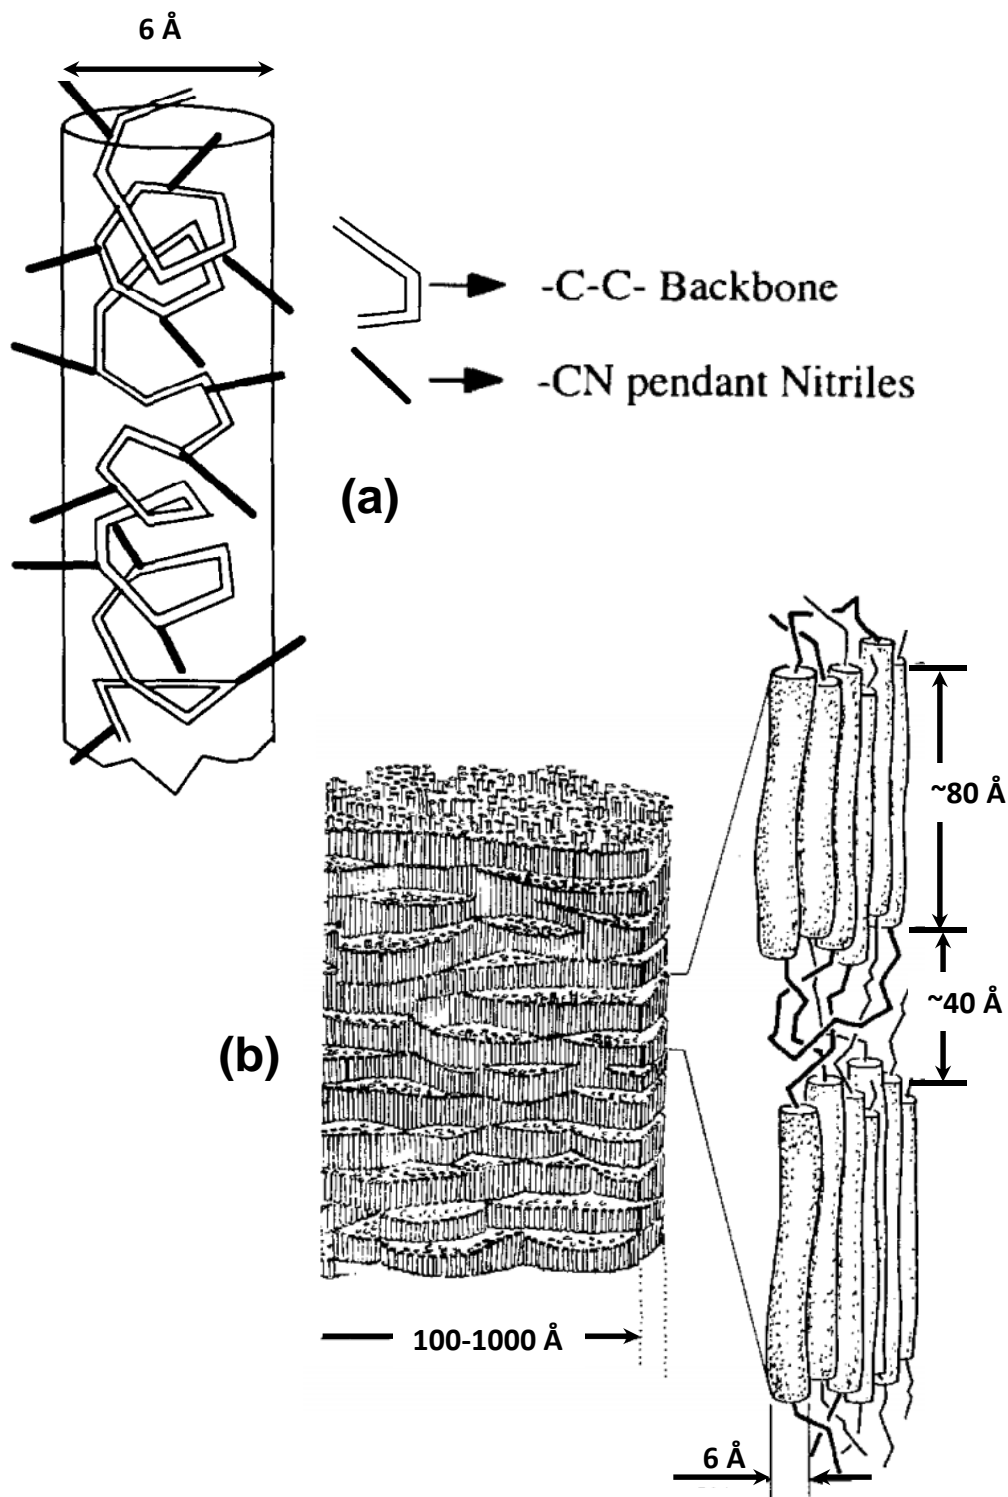 6 Å
-C-C- Backbone
-CN pendant Nitriles
(a)
~80 Å
~40 Å
(b)
100-1000 Å
6 Å